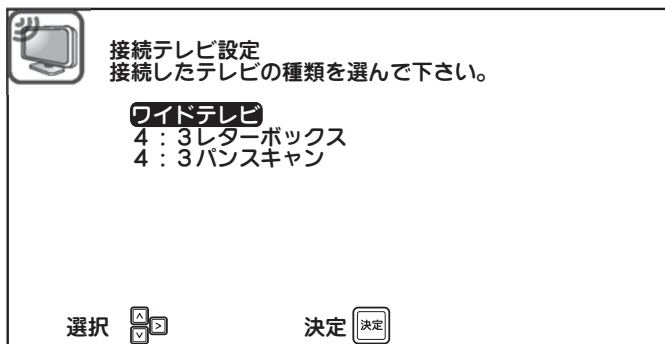 接続テレビ設定
接続したテレビの種類を選んで下さい。
ワイドテレビ
4：3レターボックス
4：3パンスキャン
選択 決定 決定